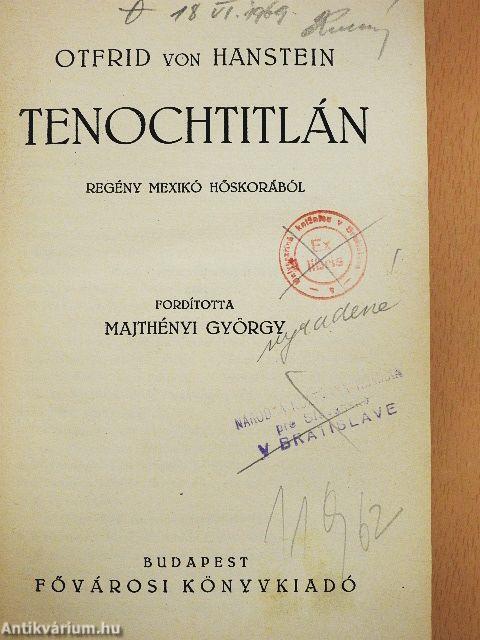 18 VI. 1969
OTFRID VON HANSTEIN
TENOCHTITLÁN
REGÉNY MEXIKÓ HŐSKORÁBÓL
Ex
libris
FORDÍTOTTA
MAJTHÉNYI GYÖRGY
vyradené!
pre
V BRATISLAVE
BUDAPEST
FŐVÁROSI KÖNYVKIADÓ
Antikvárium.hu